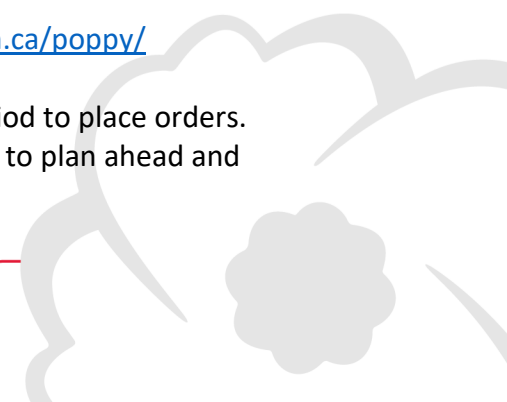 .ca/poppy/
iod to place orders.
to plan ahead and